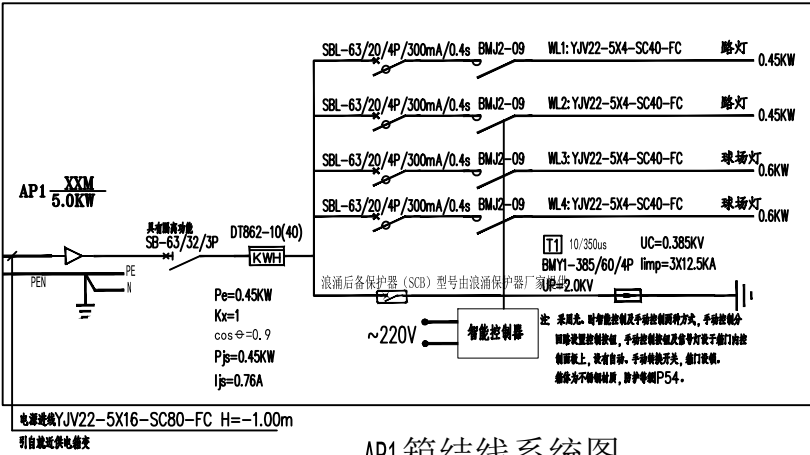 SBL-63/20/4P/300mA/0.4s BMJ2-09 WL1: YJV22-5X4-SC40-FC 路灯 0.45KW
SBL-63/20/4P/300mA/0.4s BMJ2-09 WL2: YJV22-5X4-SC40-FC 路灯 0.45KW
SBL-63/20/4P/300mA/0.4s BMJ2-09 WL3: YJV22-5X4-SC40-FC 球场灯 0.6KW
SBL-63/20/4P/300mA/0.4s BMJ2-09 WL4: YJV22-5X4-SC40-FC 球场灯 0.6KW
AP1 XXM
5.0KW
具有隔离功能
SB-63/32/3P
DT862-10(40)
KWH
PEN
PE
N
T1 10/350us UC=0.385KV
BMY1-385/60/4P Iimp=3X12.5KA
浪涌后备保护器（SCB）型号由浪涌保护器厂家提供
UP=2.0KV
Pe=0.45KW
Kx=1
cosΦ=0.9
Pjs=0.45KW
Ijs=0.76A
~220V
智能控制器
注 采用光、时智能控制及手动控制两种方式，手动控制分
回路设置控制按钮，手动控制按钮及信号灯设于箱门内控
制面板上，设有自动、手动转换开关，箱门设锁。
箱体为不锈钢材质，防护等级IP54。
电源进线YJV22-5X16-SC80-FC H=-1.00m
引自就近供电箱变
AP1箱结线系统图